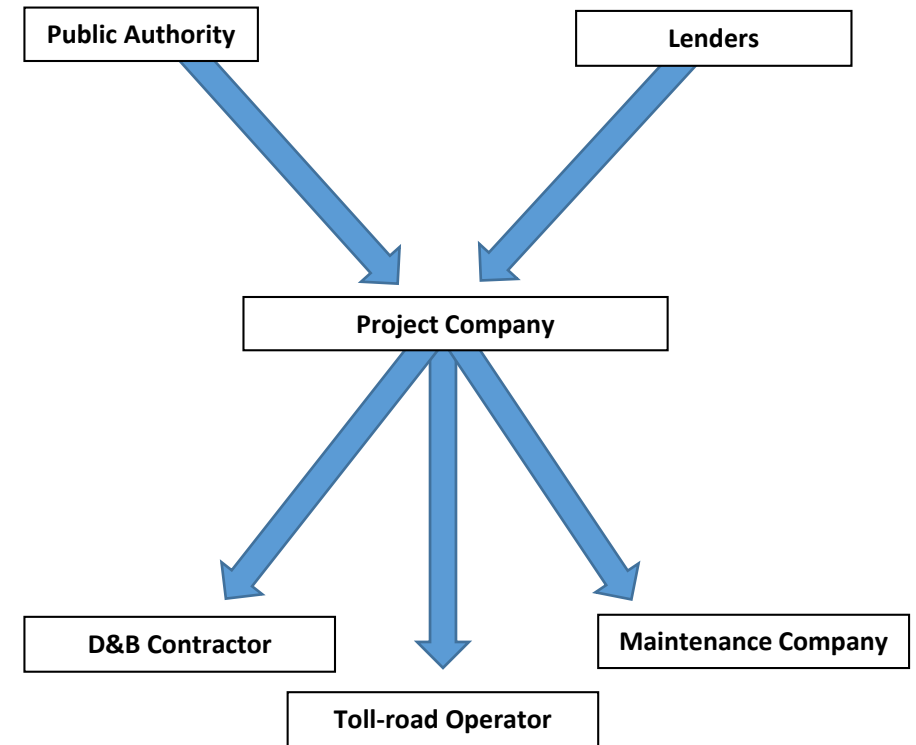 Public Authority
Lenders
Project Company
D&B Contractor
Maintenance Company
Toll-road Operator